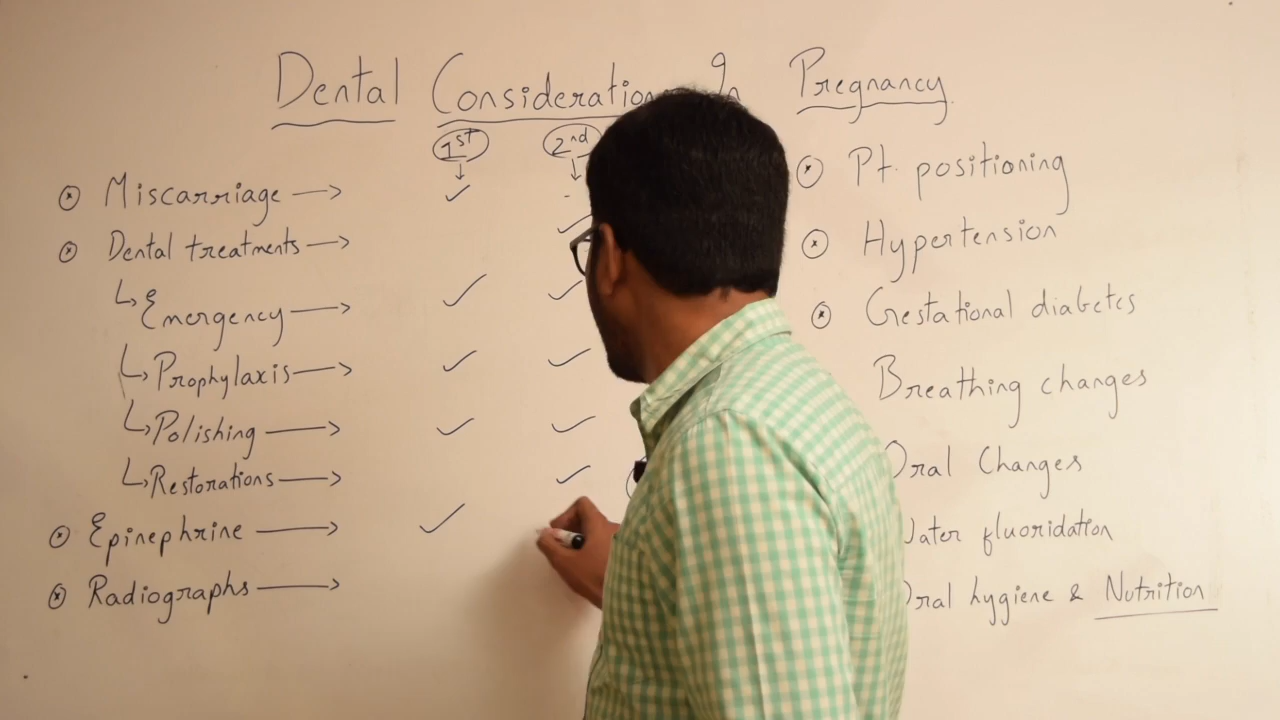 Dental Considerations In Pregnancy
1st 2nd
Miscarriage → ✓ -
Dental treatments → ✓
↳ Emergency → ✓ ✓
↳ Prophylaxis → ✓ ✓
↳ Polishing → ✓ ✓
↳ Restorations → ✓
Epinephrine → ✓
Radiographs →
Pt. positioning
Hypertension
Gestational diabetes
Breathing changes
Oral Changes
Water fluoridation
Oral hygiene & Nutrition